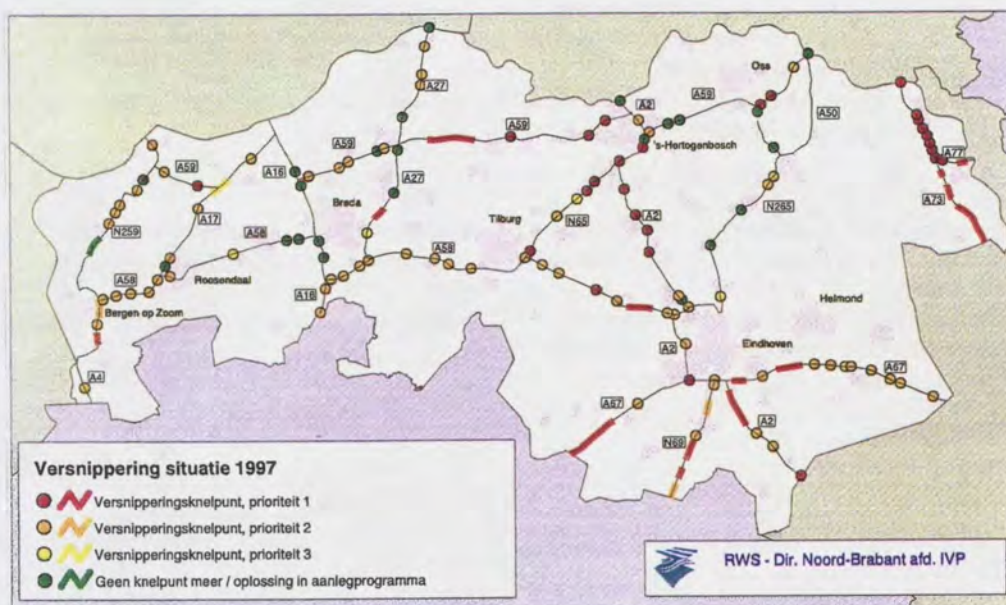 A27
Oss
A2
A59
A50
A59
A59
's-Hertogenbosch
A77
A59
A16
A27
A73
Breda
A17
Tilburg
N65
A2
N265
N259
A58
A58
A58
Roosendaal
A16
Helmond
Bergen op Zoom
Eindhoven
A2
A4
A67
A67
A2
N69
Versnippering situatie 1997
Versnipperingsknelpunt, prioriteit 1
Versnipperingsknelpunt, prioriteit 2
Versnipperingsknelpunt, prioriteit 3
Geen knelpunt meer / oplossing in aanlegprogramma
RWS - Dir. Noord-Brabant afd. IVP